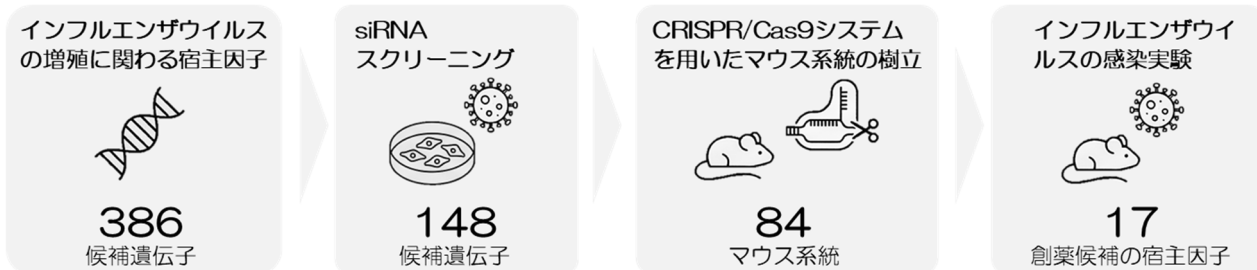 インフルエンザウイルス
の増殖に関わる宿主因子
386
候補遺伝子
siRNA
スクリーニング
148
候補遺伝子
CRISPR/Cas9システム
を用いたマウス系統の樹立
84
マウス系統
インフルエンザウイ
ルスの感染実験
17
創薬候補の宿主因子